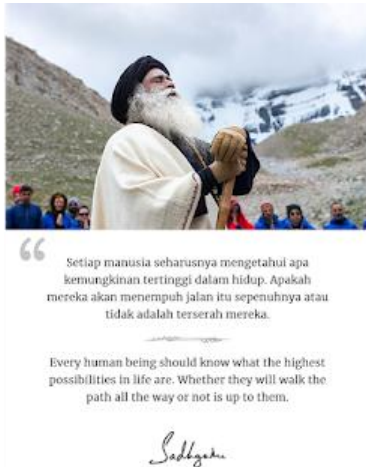 “
Setiap manusia seharusnya mengetahui apa
kemungkinan tertinggi dalam hidup. Apakah
mereka akan menempuh jalan itu sepenuhnya atau
tidak adalah terserah mereka.
Every human being should know what the highest
possibilities in life are. Whether they will walk the
path all the way or not is up to them.
Sadhguru